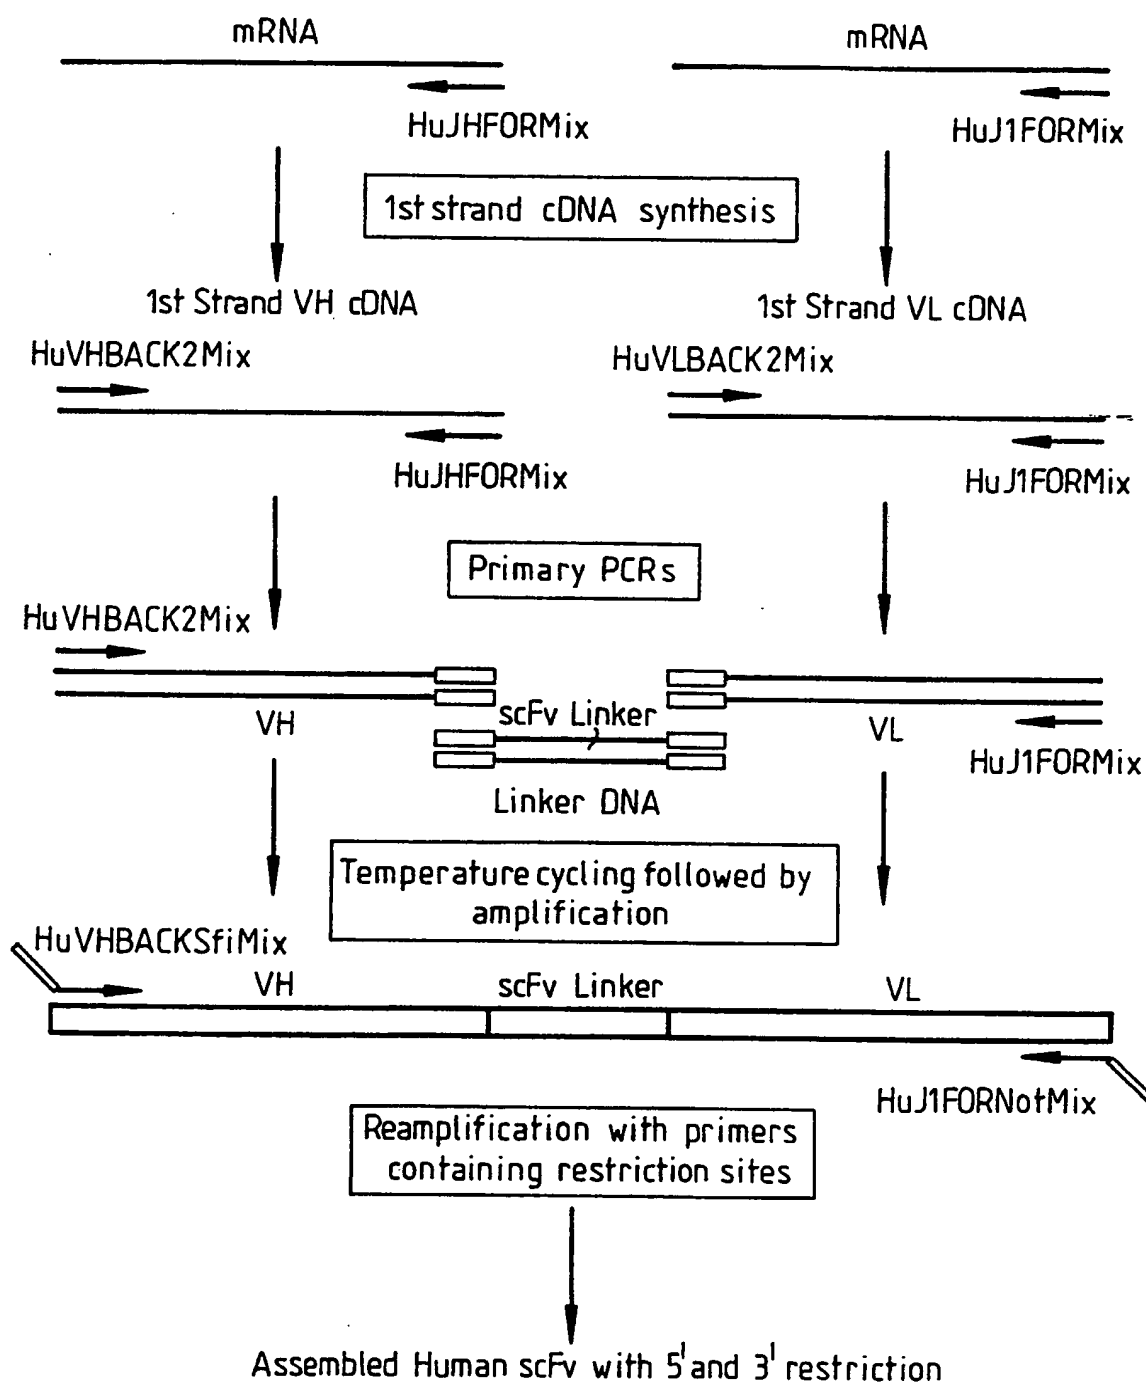 mRNA
mRNA
HuJHFORMix
HuJ1FORMix
1st strand cDNA synthesis
1st Strand VH cDNA
1st Strand VL cDNA
HuVHBACK2Mix
HuVLBACK2Mix
HuJHFORMix
HuJ1FORMix
Primary PCRs
HuVHBACK2Mix
VH
scFv Linker
VL
HuJ1FORMix
Linker DNA
Temperature cycling followed by
amplification
HuVHBACKSfiMix
VH
scFv Linker
VL
HuJ1FORNotMix
Reamplification with primers
containing restriction sites
Assembled Human scFv with 5' and 3' restriction